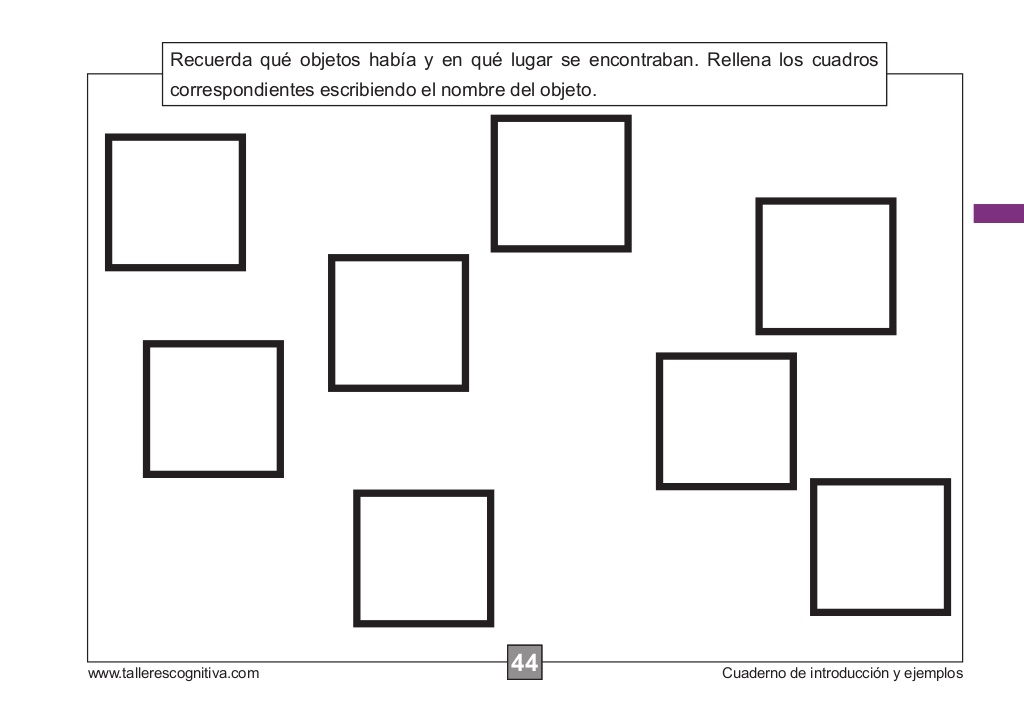 Recuerda qué objetos había y en qué lugar se encontraban. Rellena los cuadros
correspondientes escribiendo el nombre del objeto.
www.tallerescognitiva.com
44
Cuaderno de introducción y ejemplos